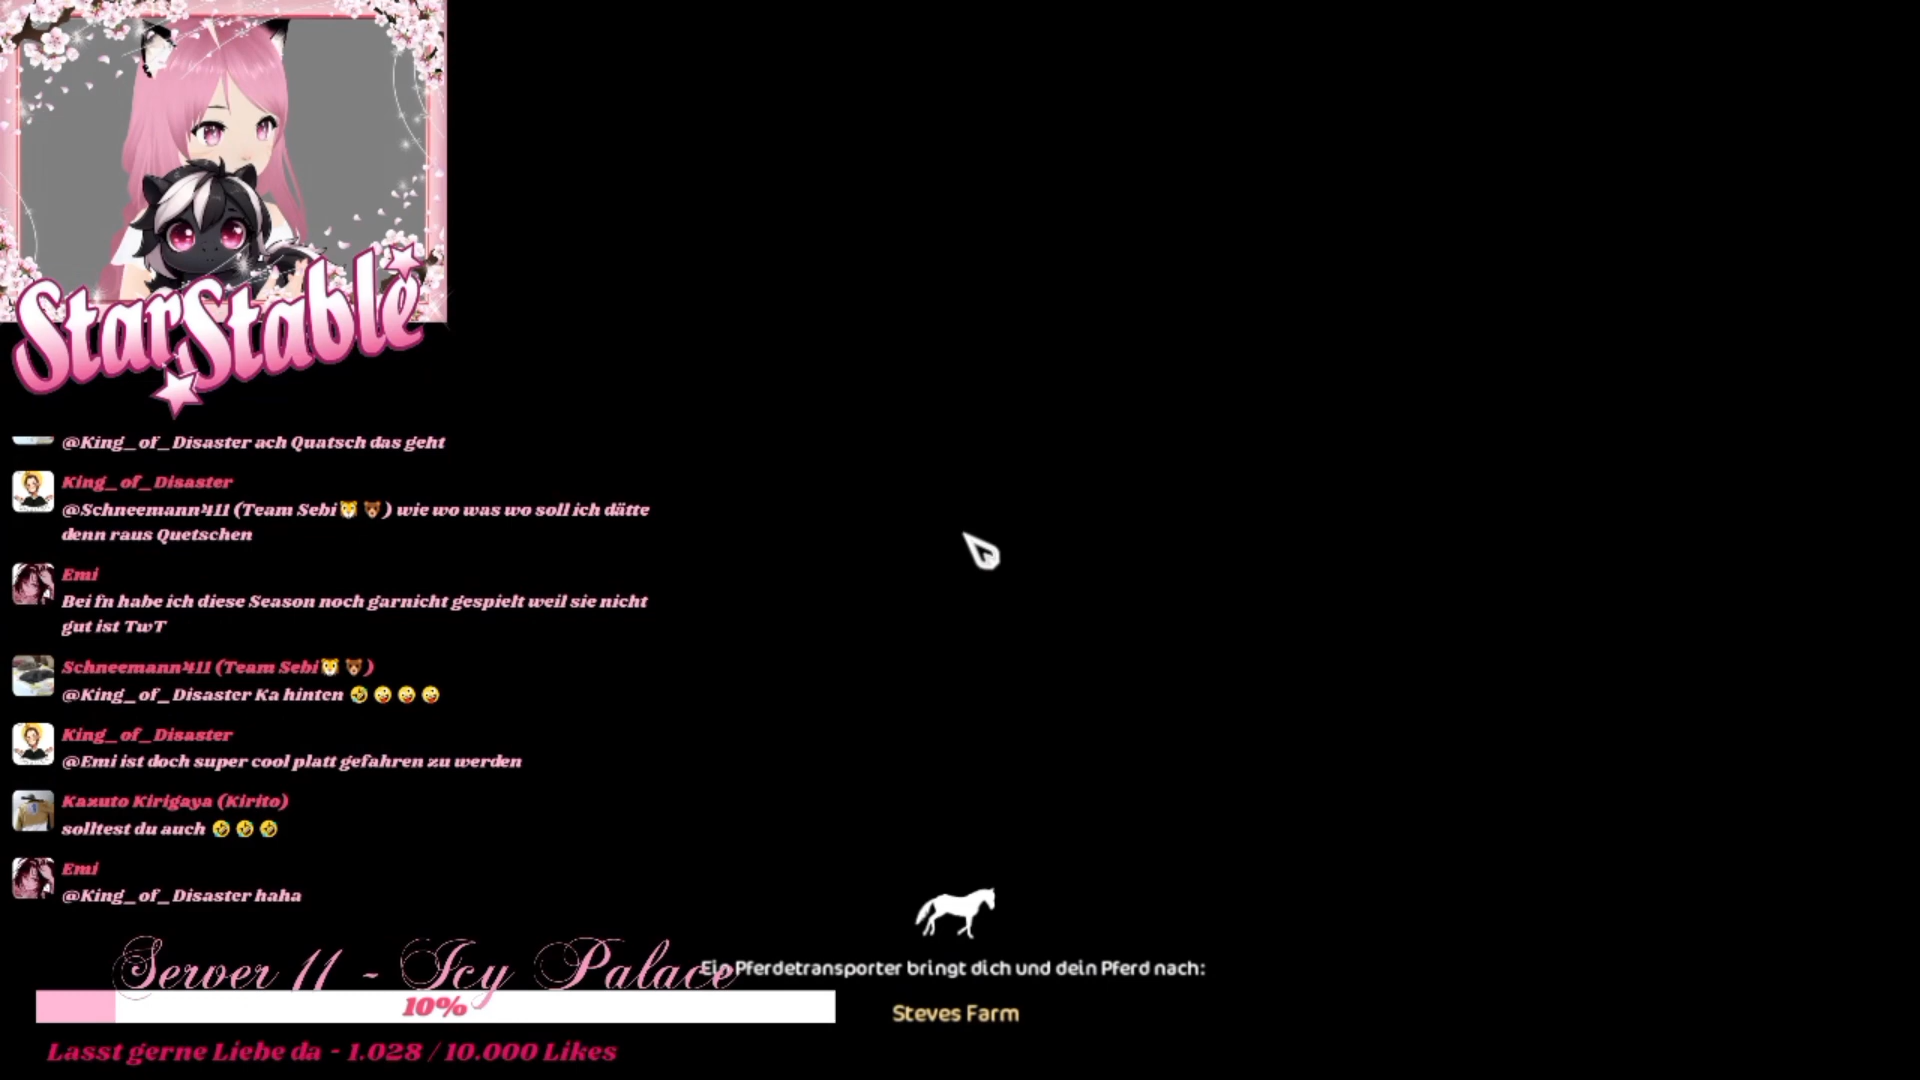 StarStable
@King_of_Disaster ach Quatsch das geht
King_of_Disaster
@Schneemann411 (Team Sebi🐯 🐻) wie wo was wo soll ich dätte
denn raus Quetschen
Emi
Bei fn habe ich diese Season noch garnicht gespielt weil sie nicht
gut ist TwT
Schneemann411 (Team Sebi🐯 🐻)
@King_of_Disaster Ka hinten 🤣 🤪 🤪 🤪
King_of_Disaster
@Emi ist doch super cool platt gefahren zu werden
Kazuto Kirigaya (Kirito)
solltest du auch 🤣 🤣 🤣
Emi
@King_of_Disaster haha
Server 11 - Icy Palace
Ein Pferdetransporter bringt dich und dein Pferd nach:
10%
Steves Farm
Lasst gerne Liebe da - 1.028 / 10.000 Likes